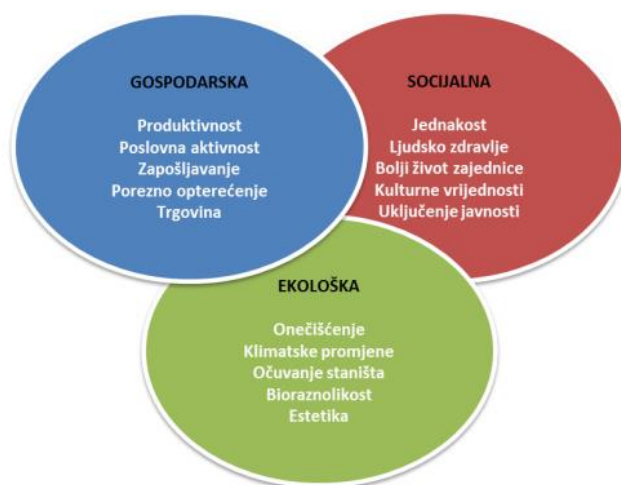 GOSPODARSKA
Produktivnost
Poslovna aktivnost
Zapošljavanje
Porezno opterećenje
Trgovina
SOCIJALNA
Jednakost
Ljudsko zdravlje
Bolji život zajednice
Kulturne vrijednosti
Uključenje javnosti
EKOLOŠKA
Onečišćenje
Klimatske promjene
Očuvanje staništa
Bioraznolikost
Estetika